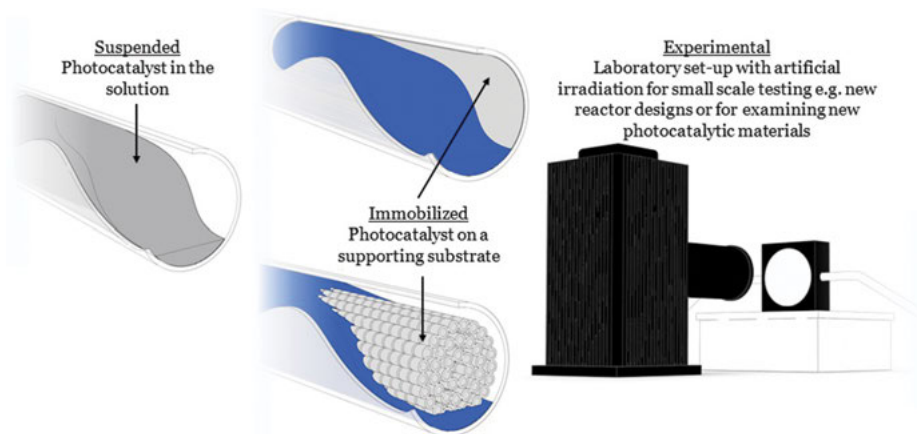 Suspended
Photocatalyst in the
solution
Immobilized
Photocatalyst on a
supporting substrate
Experimental
Laboratory set-up with artificial
irradiation for small scale testing e.g. new
reactor designs or for examining new
photocatalytic materials